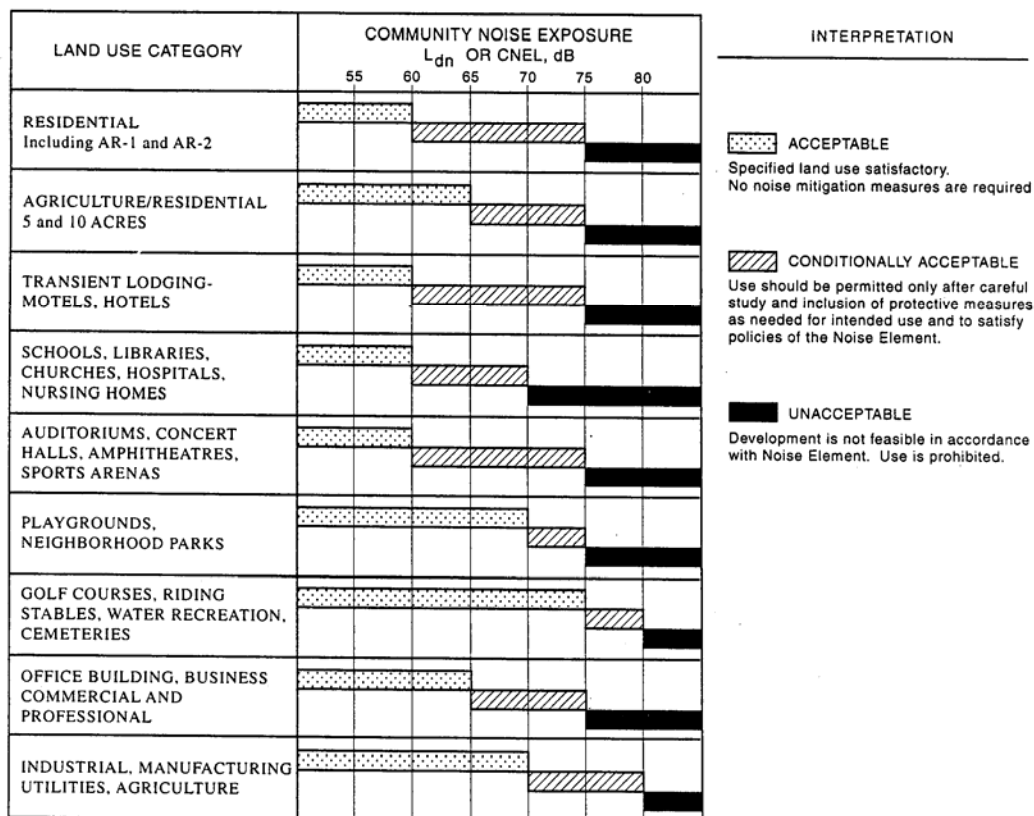 LAND USE CATEGORY
COMMUNITY NOISE EXPOSURE
Ldn OR CNEL, dB
55 60 65 70 75 80
INTERPRETATION
RESIDENTIAL
Including AR-1 and AR-2
AGRICULTURE/RESIDENTIAL
5 and 10 ACRES
TRANSIENT LODGING-
MOTELS, HOTELS
SCHOOLS, LIBRARIES,
CHURCHES, HOSPITALS,
NURSING HOMES
AUDITORIUMS, CONCERT
HALLS, AMPHITHEATRES,
SPORTS ARENAS
PLAYGROUNDS,
NEIGHBORHOOD PARKS
GOLF COURSES, RIDING
STABLES, WATER RECREATION,
CEMETERIES
OFFICE BUILDING, BUSINESS
COMMERCIAL AND
PROFESSIONAL
INDUSTRIAL, MANUFACTURING
UTILITIES, AGRICULTURE
ACCEPTABLE
Specified land use satisfactory.
No noise mitigation measures are required
CONDITIONALLY ACCEPTABLE
Use should be permitted only after careful
study and inclusion of protective measures
as needed for intended use and to satisfy
policies of the Noise Element.
UNACCEPTABLE
Development is not feasible in accordance
with Noise Element. Use is prohibited.